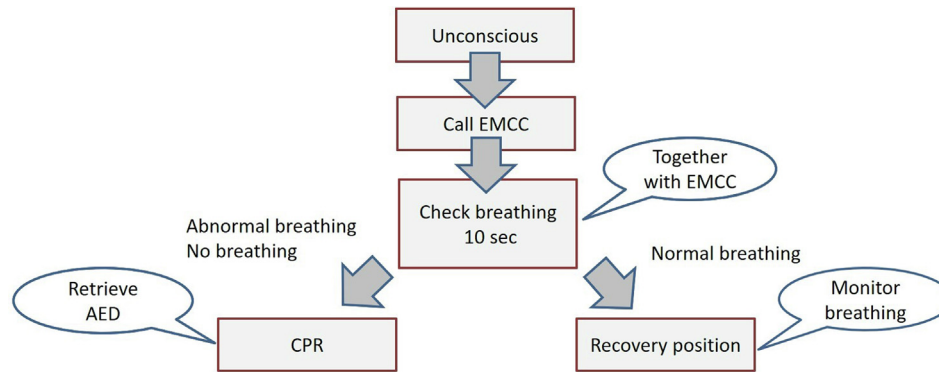 Unconscious
Call EMCC
Together
with EMCC
Check breathing
10 sec
Abnormal breathing
No breathing
Normal breathing
Retrieve
AED
Monitor
breathing
CPR
Recovery position